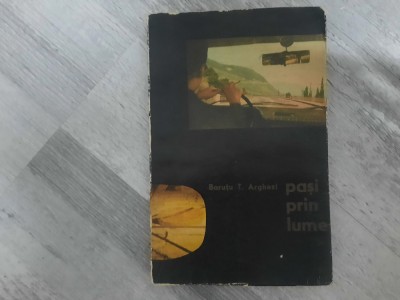 Baruțu T. Arghezi
pași
prin
lume